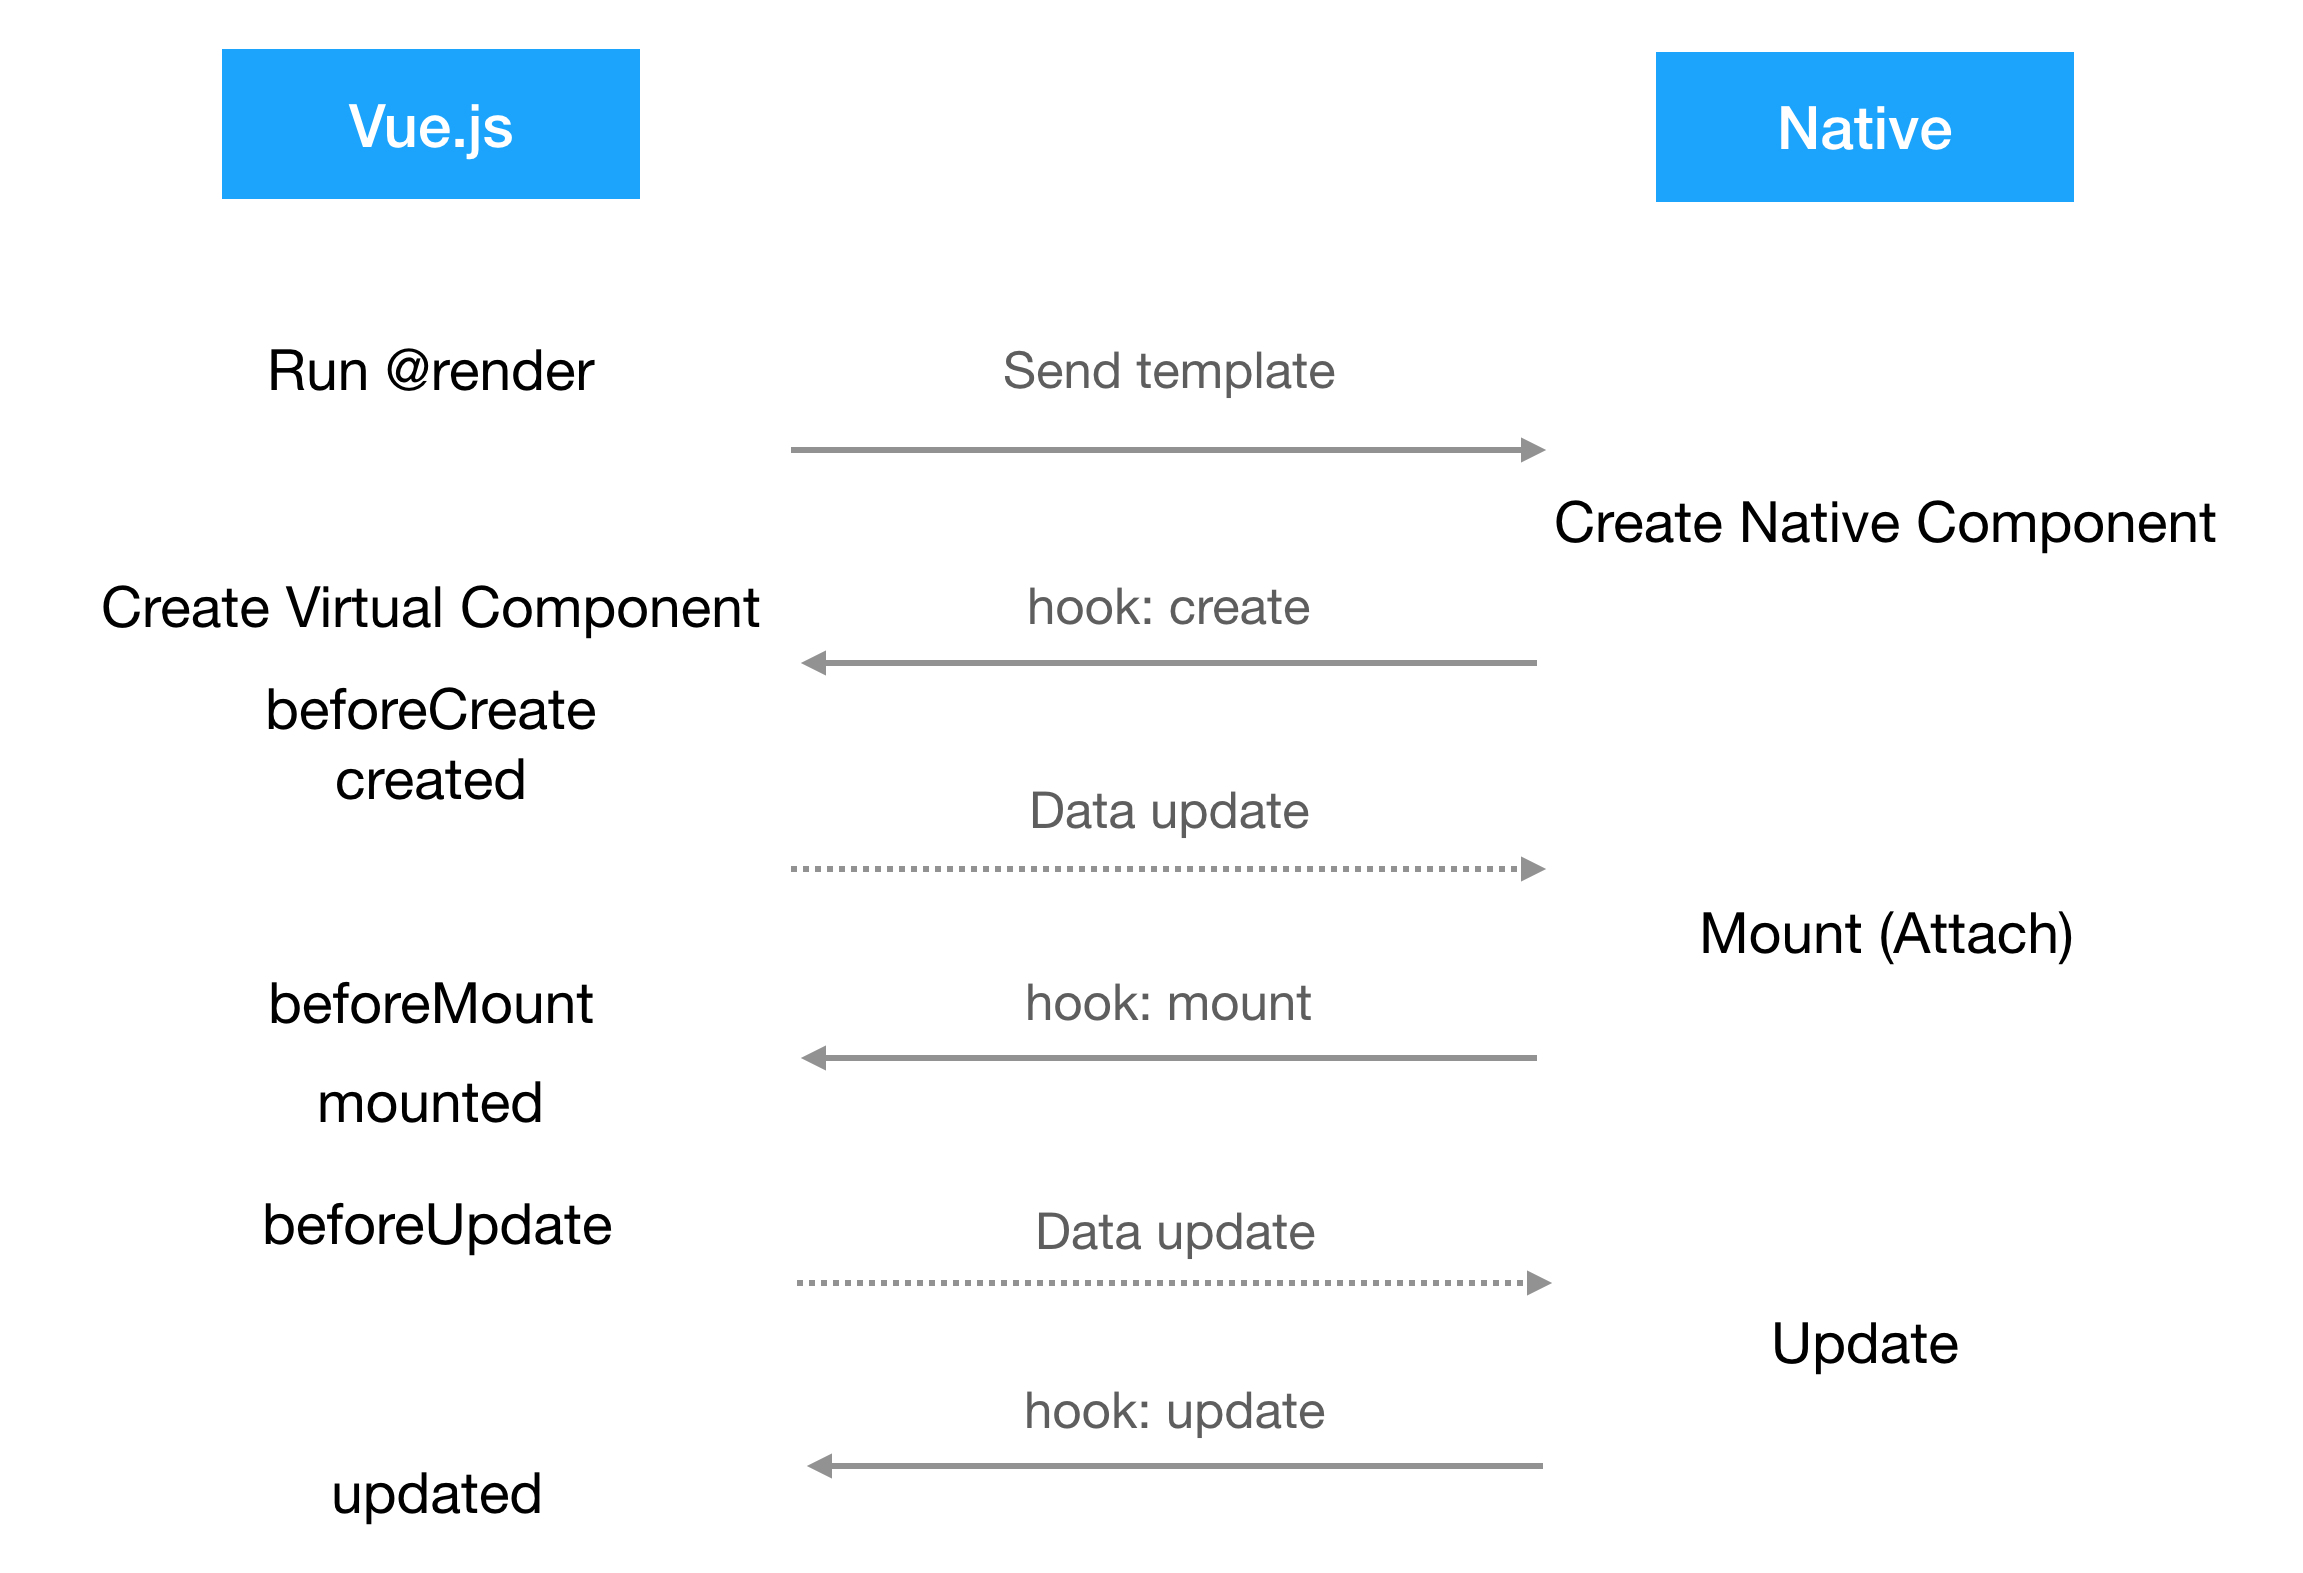 Vue.js
Native
Run @render
Send template
Create Native Component
Create Virtual Component
hook: create
beforeCreate
created
Data update
Mount (Attach)
beforeMount
hook: mount
mounted
beforeUpdate
Data update
Update
hook: update
updated